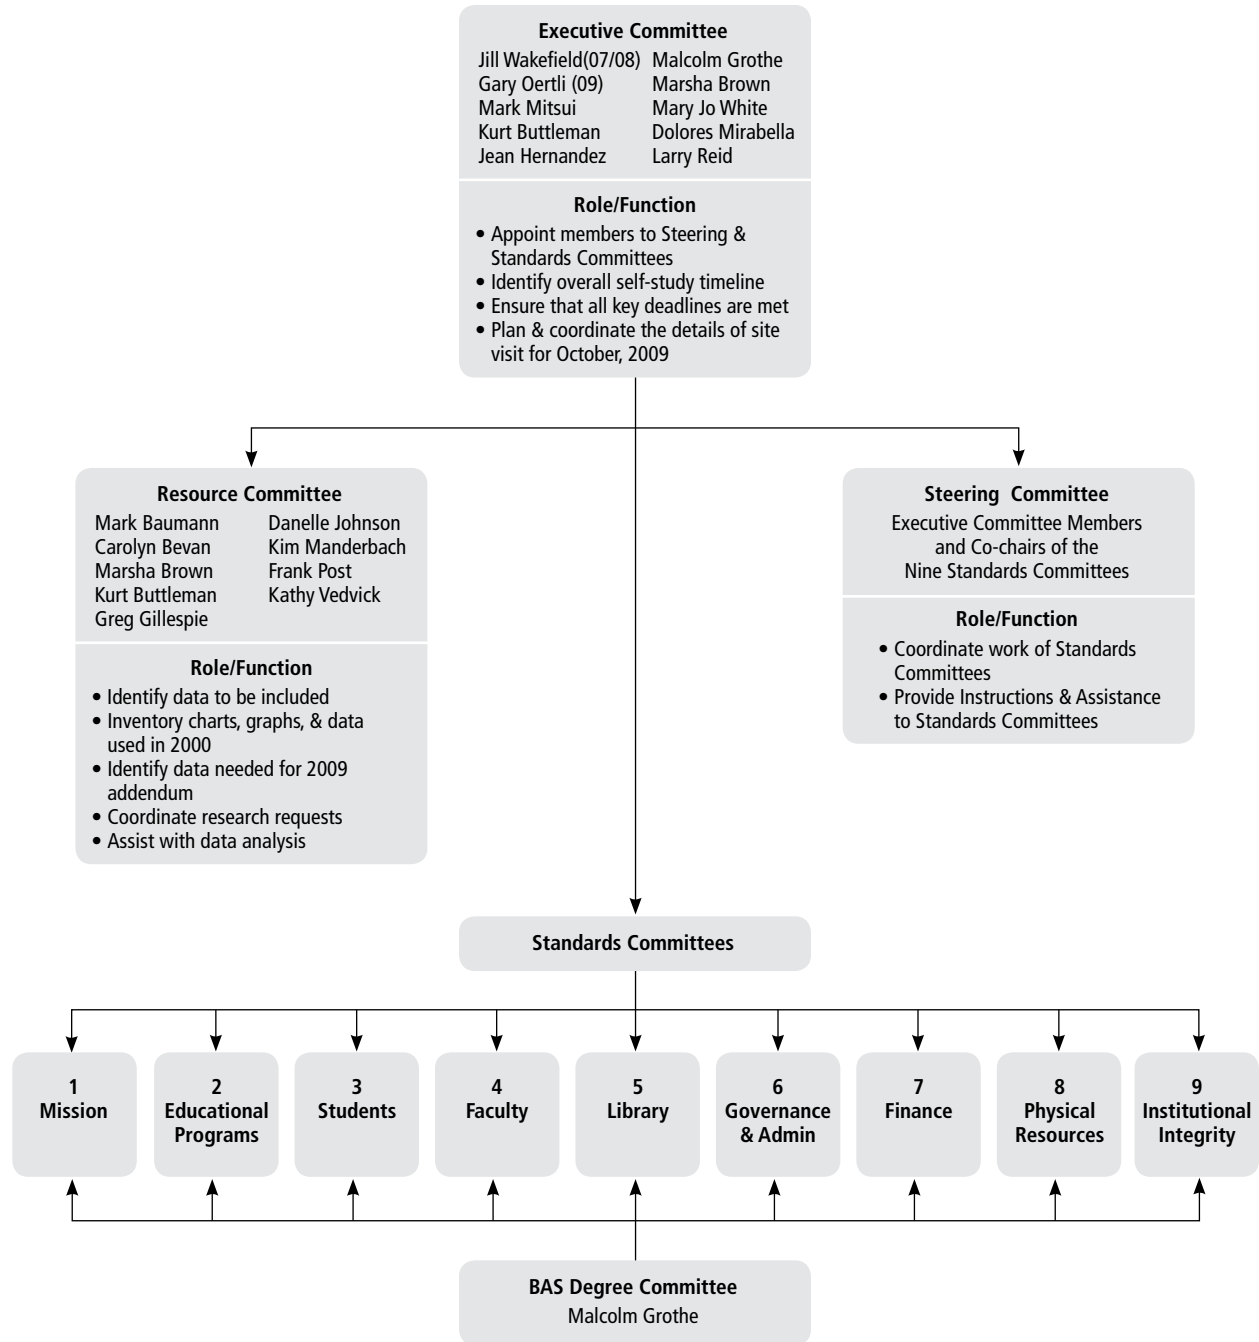 Executive Committee
Jill Wakefield(07/08) Malcolm Grothe
Gary Oertli (09) Marsha Brown
Mark Mitsui Mary Jo White
Kurt Buttleman Dolores Mirabella
Jean Hernandez Larry Reid
Role/Function
• Appoint members to Steering &
Standards Committees
• Identify overall self-study timeline
• Ensure that all key deadlines are met
• Plan & coordinate the details of site
visit for October, 2009
Resource Committee
Mark Baumann Danelle Johnson
Carolyn Bevan Kim Manderbach
Marsha Brown Frank Post
Kurt Buttleman Kathy Vedvick
Greg Gillespie
Role/Function
• Identify data to be included
• Inventory charts, graphs, & data
used in 2000
• Identify data needed for 2009
addendum
• Coordinate research requests
• Assist with data analysis
Steering Committee
Executive Committee Members
and Co-chairs of the
Nine Standards Committees
Role/Function
• Coordinate work of Standards
Committees
• Provide Instructions & Assistance
to Standards Committees
Standards Committees
1
Mission
2
Educational
Programs
3
Students
4
Faculty
5
Library
6
Governance
& Admin
7
Finance
8
Physical
Resources
9
Institutional
Integrity
BAS Degree Committee
Malcolm Grothe